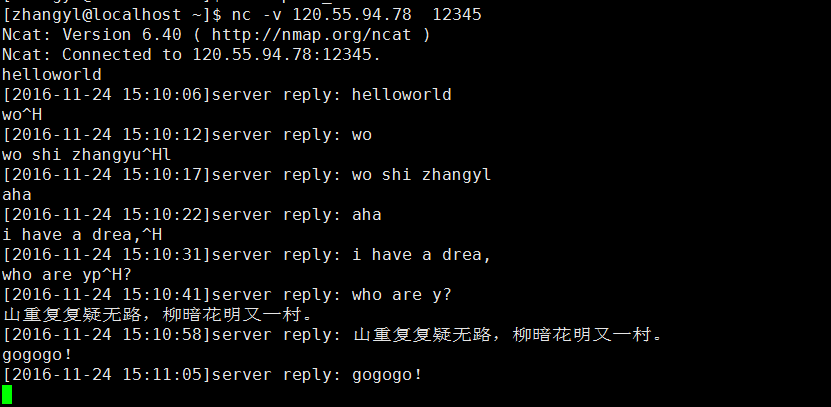 [zhangyl@localhost ~]$ nc -v 120.55.94.78  12345
Ncat: Version 6.40 ( http://nmap.org/ncat )
Ncat: Connected to 120.55.94.78:12345.
helloworld
[2016-11-24 15:10:06]server reply: helloworld
wo^H
[2016-11-24 15:10:12]server reply: wo
wo shi zhangyu^Hl
[2016-11-24 15:10:17]server reply: wo shi zhangyl
aha
[2016-11-24 15:10:22]server reply: aha
i have a drea,^H
[2016-11-24 15:10:31]server reply: i have a drea,
who are yp^H?
[2016-11-24 15:10:41]server reply: who are y?
山重复复疑无路，柳暗花明又一村。
[2016-11-24 15:10:58]server reply: 山重复复疑无路，柳暗花明又一村。
gogogo!
[2016-11-24 15:11:05]server reply: gogogo!